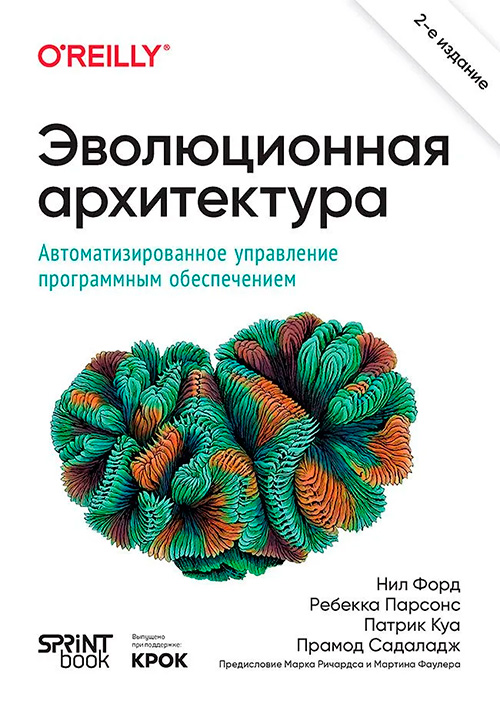 O'REILLY®
2-е издание
Эволюционная
архитектура
Автоматизированное управление
программным обеспечением
Нил Форд
Ребекка Парсонс
Патрик Куа
Прамод Садаладж
Предисловие Марка Ричардса и Мартина Фаулера
SPRINT
book
Выпущено
при поддержке:
КРОК